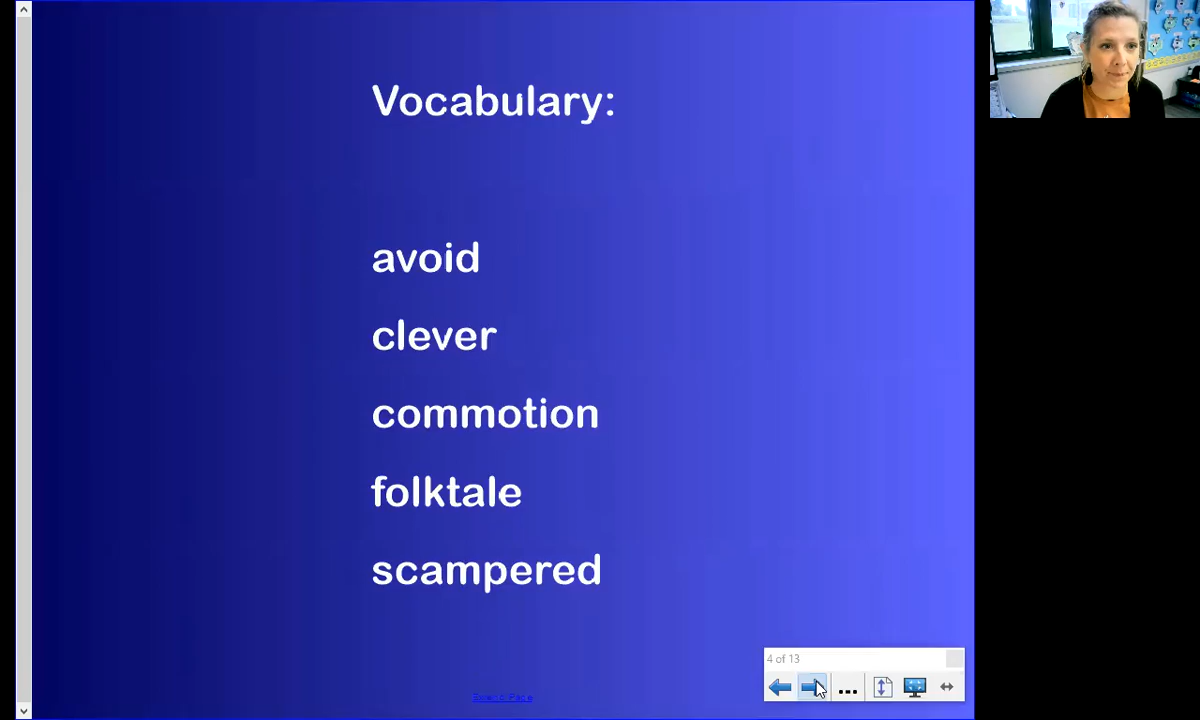 Vocabulary:
avoid
clever
commotion
folktale
scampered
4 of 13